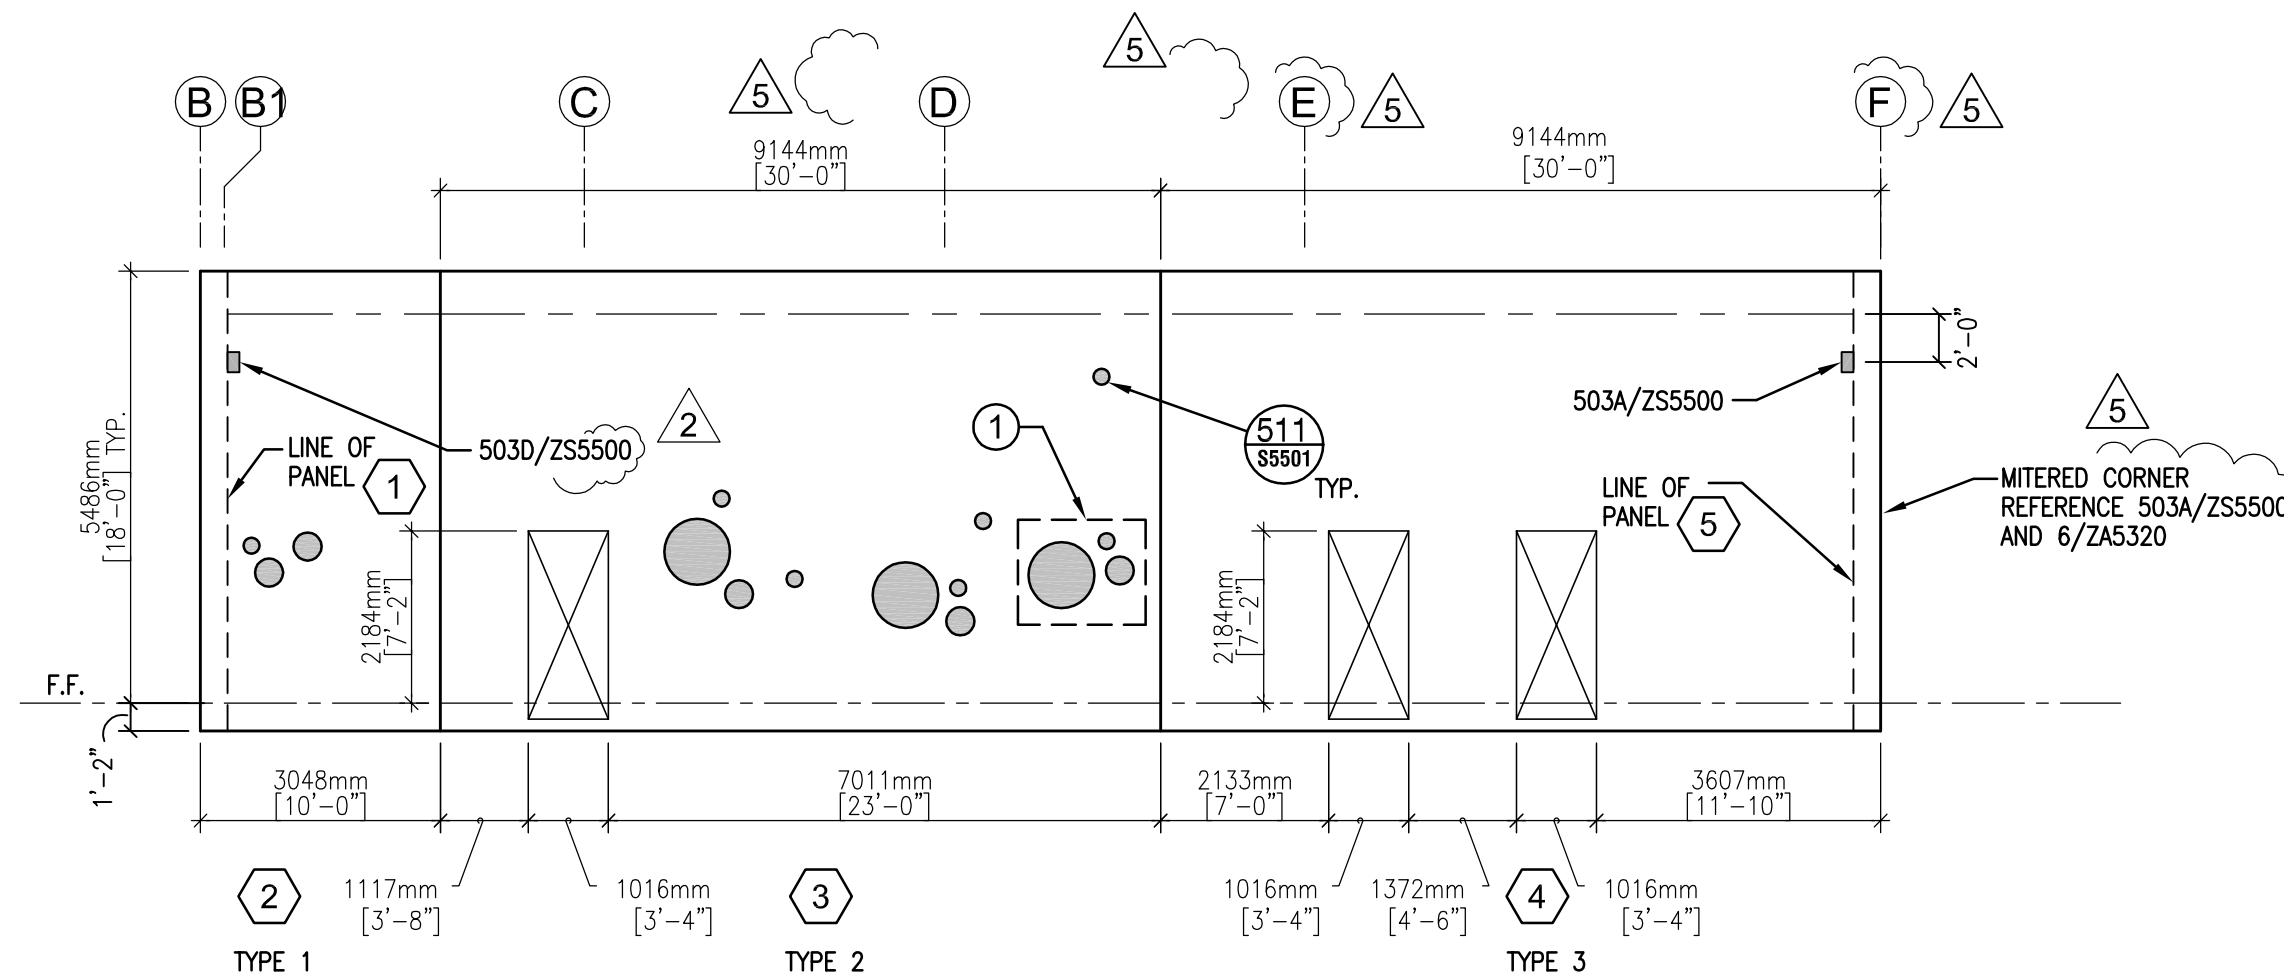 5
5
B
B1
C
D
E
5
F
5
9144mm
[30'-0"]
9144mm
[30'-0"]
5486mm
[18'-0"] TYP.
2'-0"
503D/ZS5500
2
LINE OF
PANEL
1
1
511
S5501
TYP.
503A/ZS5500
LINE OF
PANEL
5
5
MITERED CORNER
REFERENCE 503A/ZS5500
AND 6/ZA5320
2184mm
[7'-2"]
2184mm
[7'-2"]
F.F.
1'-2"
3048mm
[10'-0"]
7011mm
[23'-0"]
2133mm
[7'-0"]
3607mm
[11'-10"]
2
1117mm
[3'-8"]
1016mm
[3'-4"]
3
1016mm
[3'-4"]
1372mm
[4'-6"]
4
1016mm
[3'-4"]
TYPE 1
TYPE 2
TYPE 3